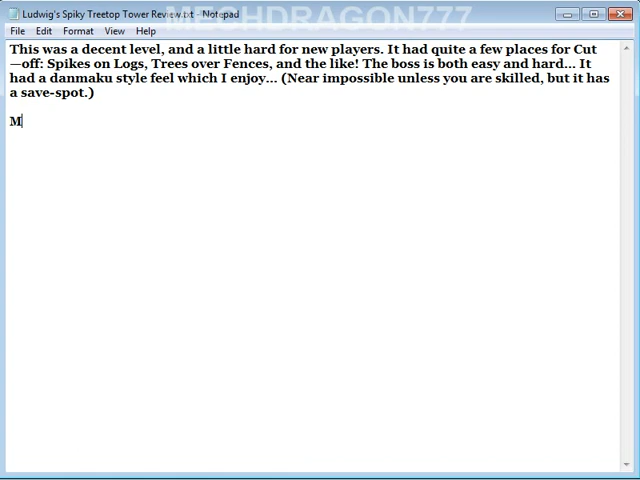 MECHDRAGON777
Ludwig's Spiky Treetop Tower Review.txt - Notepad
File Edit Format View Help
This was a decent level, and a little hard for new players. It had quite a few places for Cut
—off: Spikes on Logs, Trees over Fences, and the like! The boss is both easy and hard... It
had a danmaku style feel which I enjoy... (Near impossible unless you are skilled, but it has
a save-spot.)
M